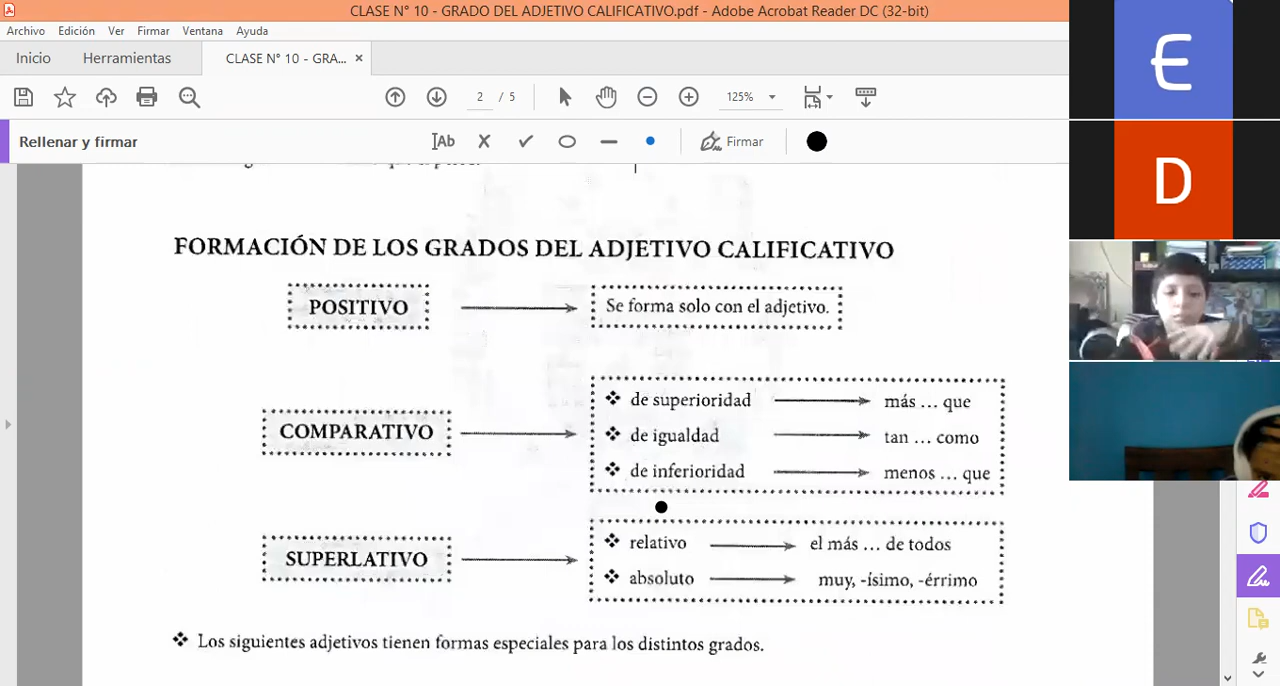 CLASE N° 10 - GRADO DEL ADJETIVO CALIFICATIVO.pdf - Adobe Acrobat Reader DC (32-bit)
Archivo Edición Ver Firmar Ventana Ayuda
Inicio Herramientas CLASE N° 10 - GRA... ×
2 / 5 125%
Rellenar y firmar Ab Firmar
FORMACIÓN DE LOS GRADOS DEL ADJETIVO CALIFICATIVO
POSITIVO Se forma solo con el adjetivo.
COMPARATIVO
de superioridad más ... que
de igualdad tan ... como
de inferioridad menos ... que
SUPERLATIVO
relativo el más ... de todos
absoluto muy, -ísimo, -érrimo
Los siguientes adjetivos tienen formas especiales para los distintos grados.
E
D